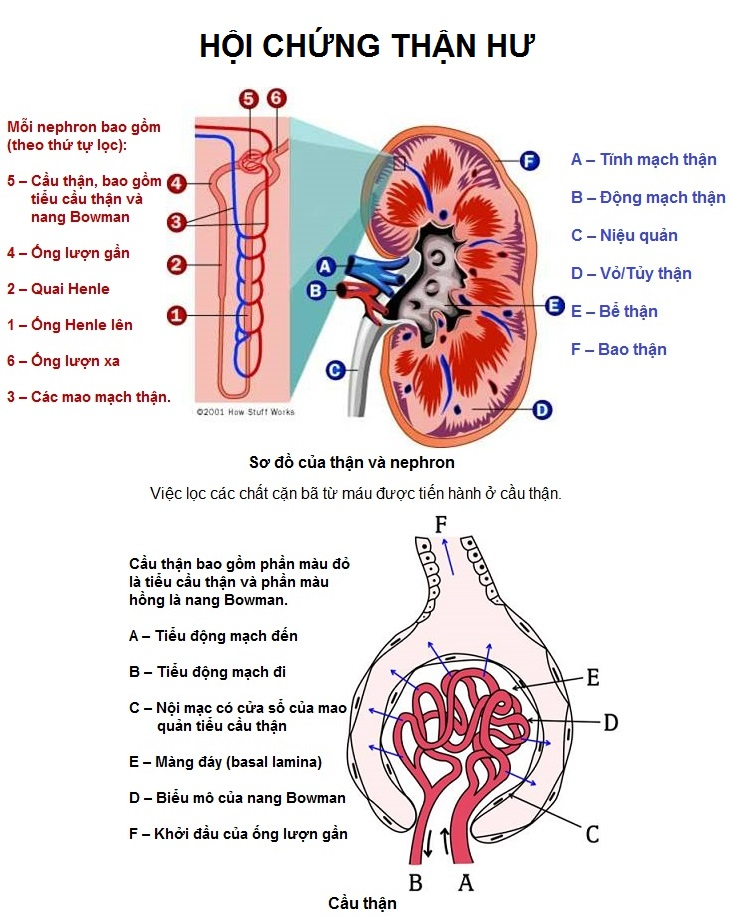 HỘI CHỨNG THẬN HƯ
Mỗi nephron bao gồm
(theo thứ tự lọc):
5 – Cầu thận, bao gồm
tiểu cầu thận và
nang Bowman
4 – Ống lượn gần
2 – Quai Henle
1 – Ống Henle lên
6 – Ống lượn xa
3 – Các mao mạch thận.
5
6
4
3
2
1
©2001 How Stuff Works
F
A
B
E
C
D
A – Tĩnh mạch thận
B – Động mạch thận
C – Niệu quản
D – Vỏ/Tủy thận
E – Bể thận
F – Bao thận
Sơ đồ của thận và nephron
Việc lọc các chất cặn bã từ máu được tiến hành ở cầu thận.
Cầu thận bao gồm phần màu đỏ
là tiểu cầu thận và phần màu
hồng là nang Bowman.
A – Tiểu động mạch đến
B – Tiểu động mạch đi
C – Nội mạc có cửa sổ của mao
quản tiểu cầu thận
E – Màng đáy (basal lamina)
D – Biểu mô của nang Bowman
F – Khởi đầu của ống lượn gần
F
E
D
C
B
A
Cầu thận